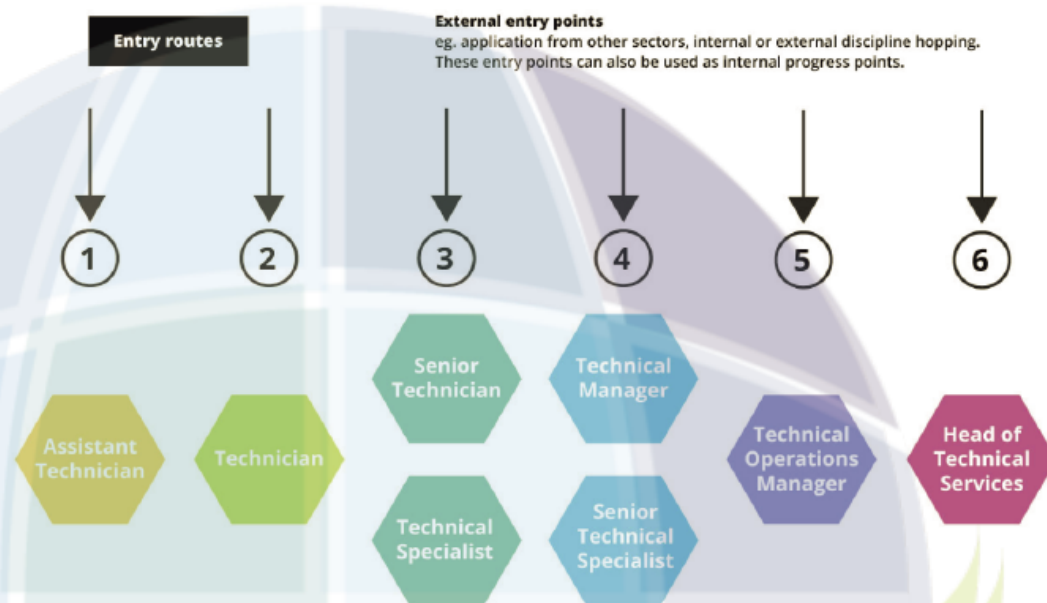 Entry routes
External entry points
eg. application from other sectors, internal or external discipline hopping.
These entry points can also be used as internal progress points.
1
2
3
4
5
6
Assistant
Technician
Technician
Senior
Technician
Technical
Specialist
Technical
Manager
Senior
Technical
Specialist
Technical
Operations
Manager
Head of
Technical
Services